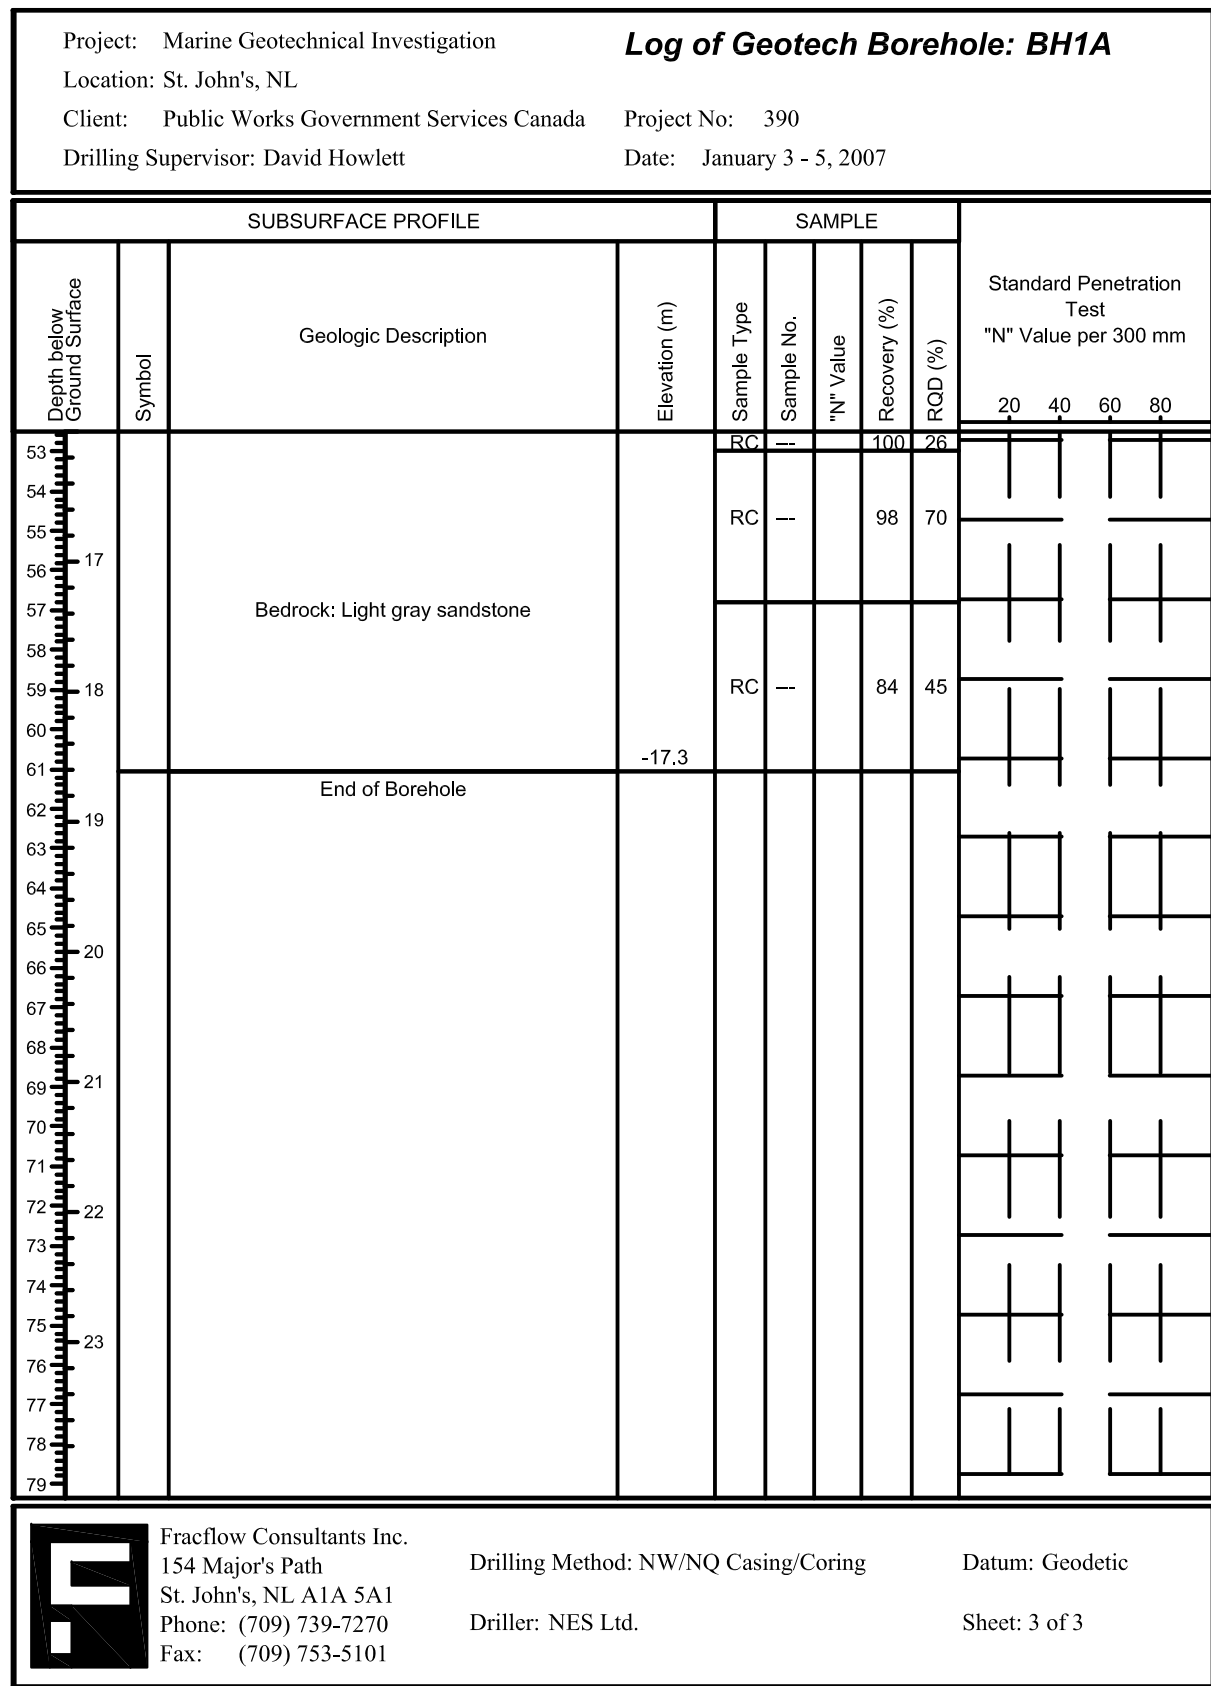 Project: Marine Geotechnical Investigation
Log of Geotech Borehole: BH1A
Location: St. John's, NL
Client: Public Works Government Services Canada
Project No: 390
Drilling Supervisor: David Howlett
Date: January 3 - 5, 2007
SUBSURFACE PROFILE
SAMPLE
Depth below
Ground Surface
Symbol
Geologic Description
Elevation (m)
Sample Type
Sample No.
"N" Value
Recovery (%)
RQD (%)
Standard Penetration
Test
"N" Value per 300 mm
20 40 60 80
RC --- 100 26
53
54
RC --- 98 70
55
17
56
57
Bedrock: Light gray sandstone
58
RC --- 84 45
59
18
60
-17.3
61
End of Borehole
62
19
63
64
65
20
66
67
68
69
21
70
71
72
22
73
74
75
23
76
77
78
79
Fracflow Consultants Inc.
154 Major's Path
St. John's, NL A1A 5A1
Phone: (709) 739-7270
Fax: (709) 753-5101
Drilling Method: NW/NQ Casing/Coring
Driller: NES Ltd.
Datum: Geodetic
Sheet: 3 of 3